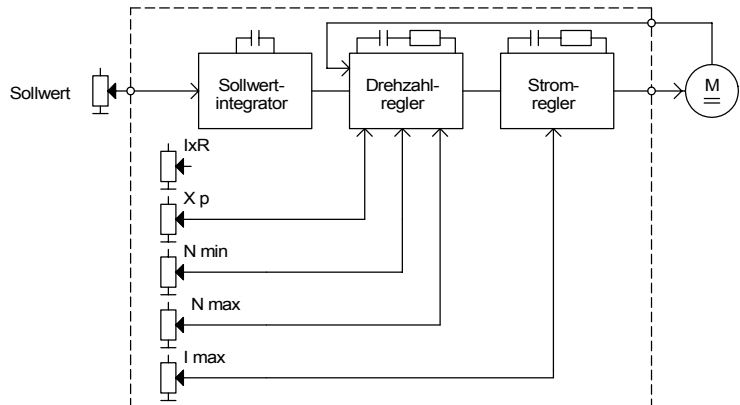 Sollwert
Sollwert-
integrator
Drehzahl-
regler
Strom-
regler
M
IxR
X p
N min
N max
I max